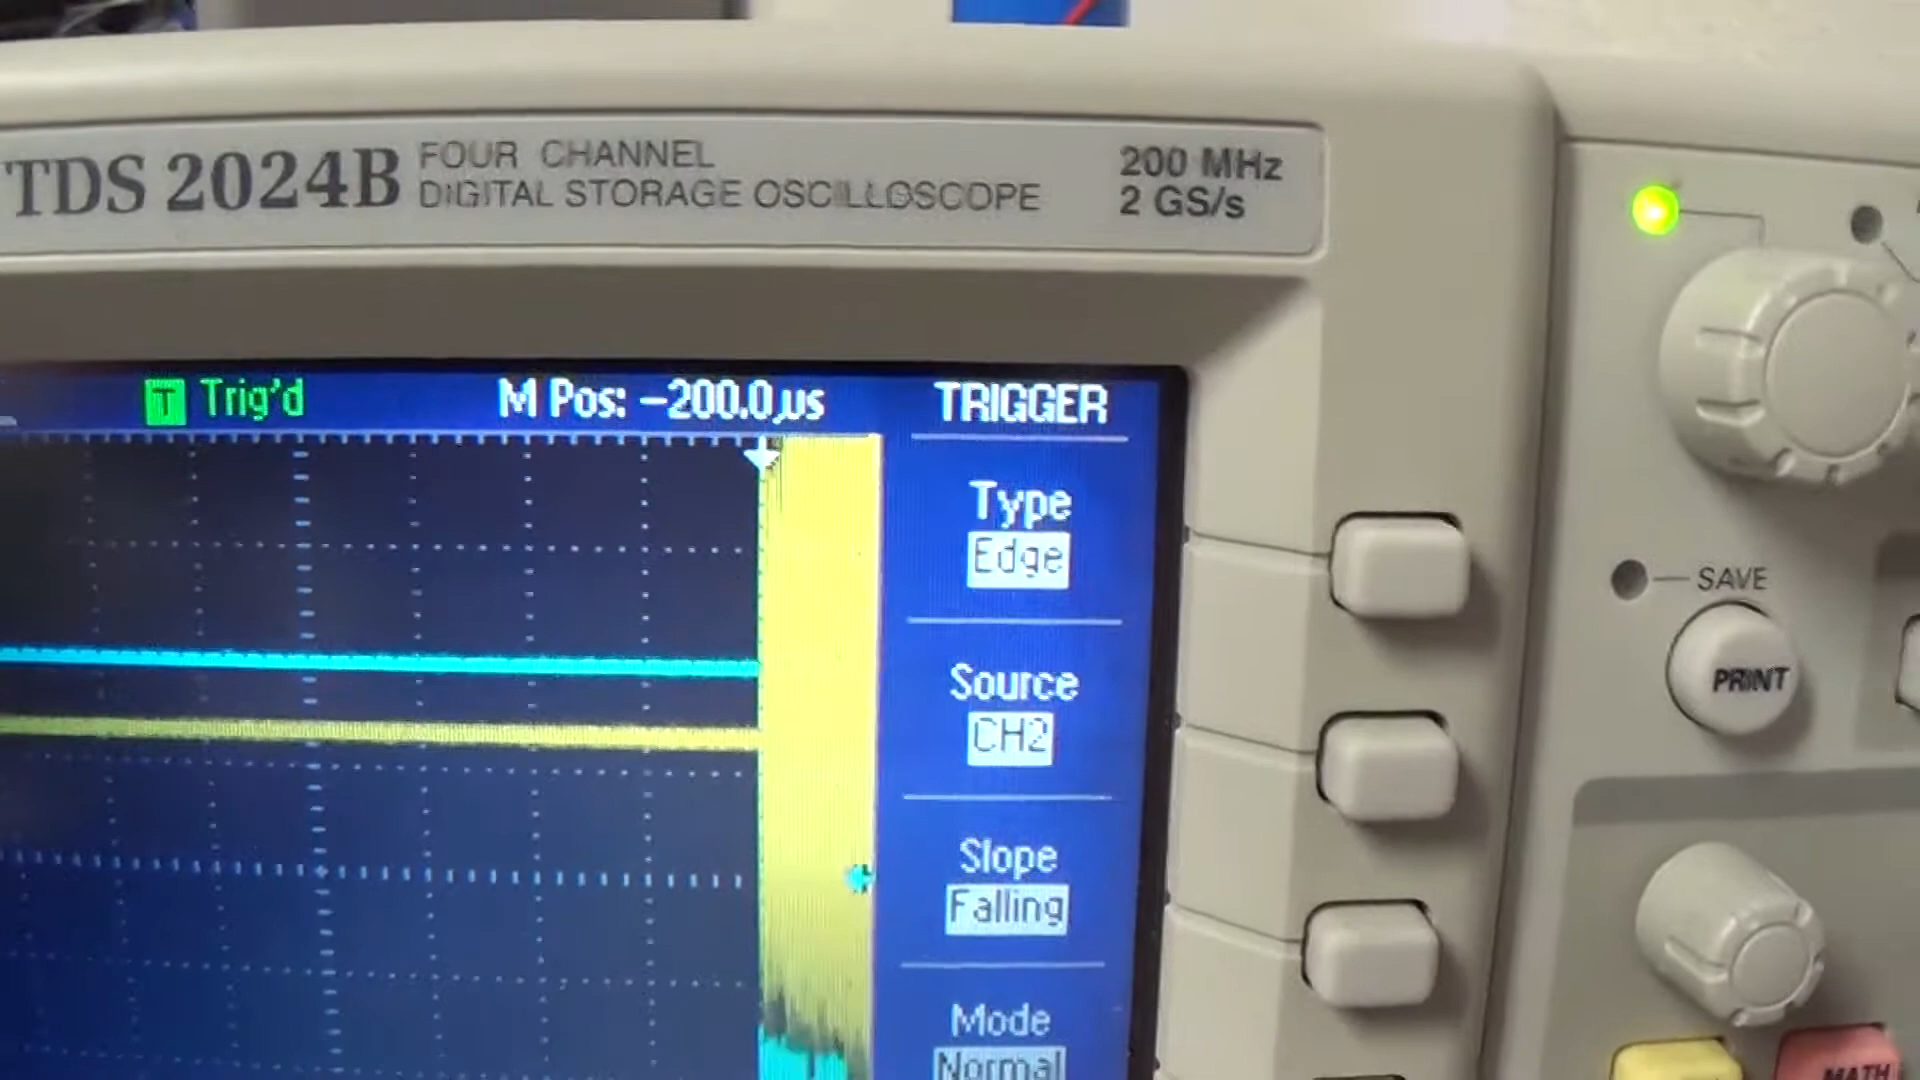 TDS 2024B
FOUR CHANNEL
DIGITAL STORAGE OSCILLOSCOPE
200 MHz
2 GS/s
T Trig'd
M Pos: -200.0µs
TRIGGER
Type
Edge
Source
CH2
Slope
Falling
Mode
Normal
SAVE
PRINT
MATH